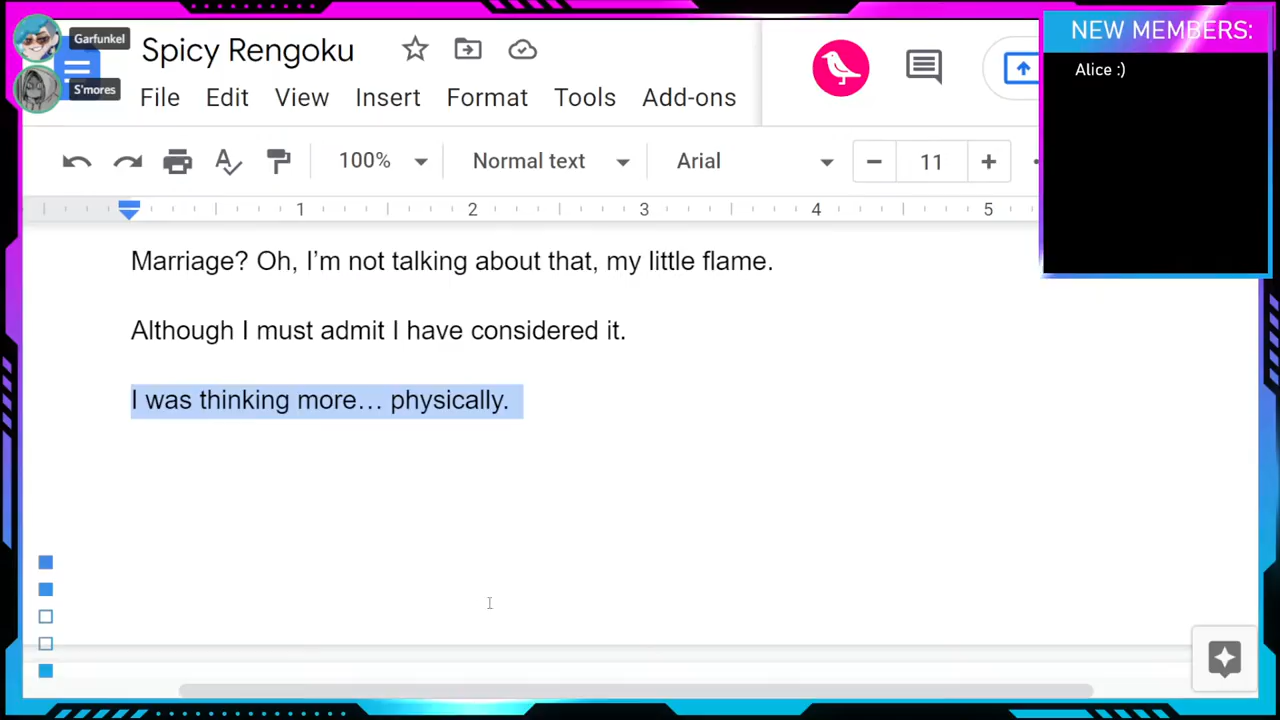 Garfunkel
S'mores
Spicy Rengoku
File Edit View Insert Format Tools Add-ons
100% Normal text Arial 11
1 2 3 4 5
Marriage? Oh, I’m not talking about that, my little flame.
Although I must admit I have considered it.
I was thinking more… physically.
NEW MEMBERS:
Alice :)